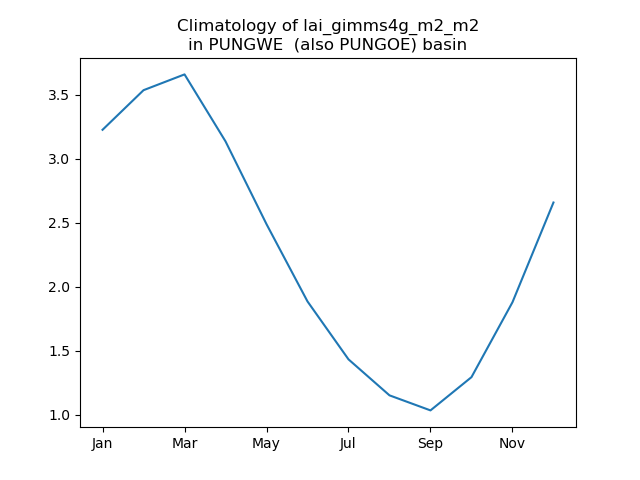 Climatology of lai_gimms4g_m2_m2
in PUNGWE  (also PUNGOE) basin
3.5
3.0
2.5
2.0
1.5
1.0
Jan Mar May Jul Sep Nov